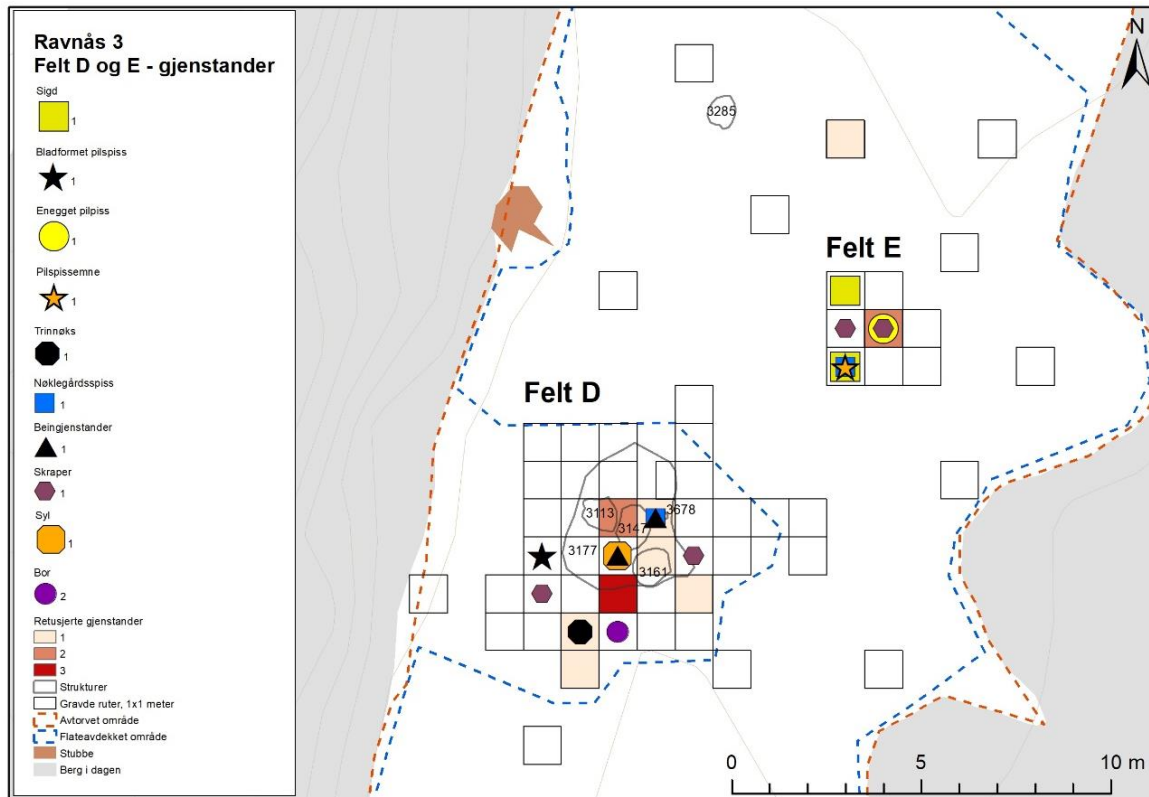 Ravnås 3
Felt D og E - gjenstander
Sigd
1
Bladformet pilspiss
1
Enegget pilpiss
1
Pilspissemne
1
Trinnøks
1
Nøklegårdsspiss
1
Beingjenstander
1
Skraper
1
Syl
1
Bor
2
Retusjerte gjenstander
1
2
3
Strukturer
Gravde ruter, 1x1 meter
Avtorvet område
Flateavdekket område
Stubbe
Berg i dagen
N
3285
Felt E
Felt D
3113
3678
3147
3177
3161
0
5
10 m